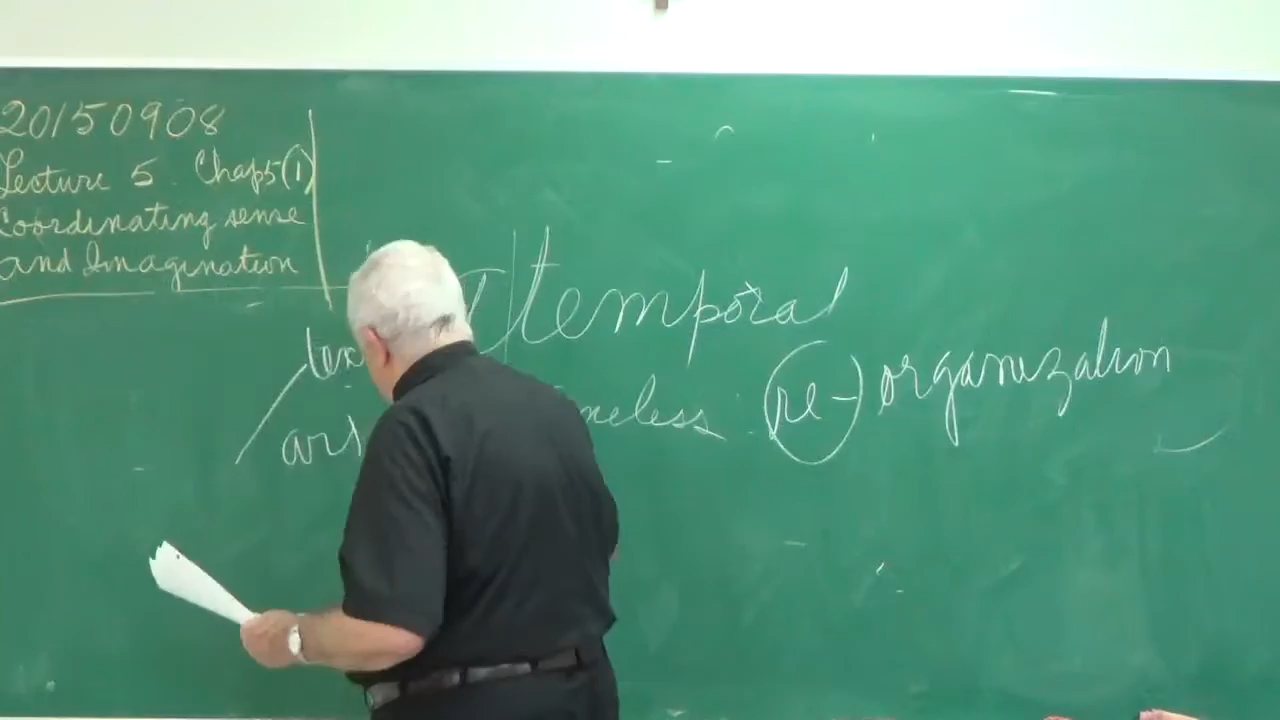 20150908
Lecture 5. Chap5(1)
Coordinating sense
and Imagination
temporal
(re-) organization